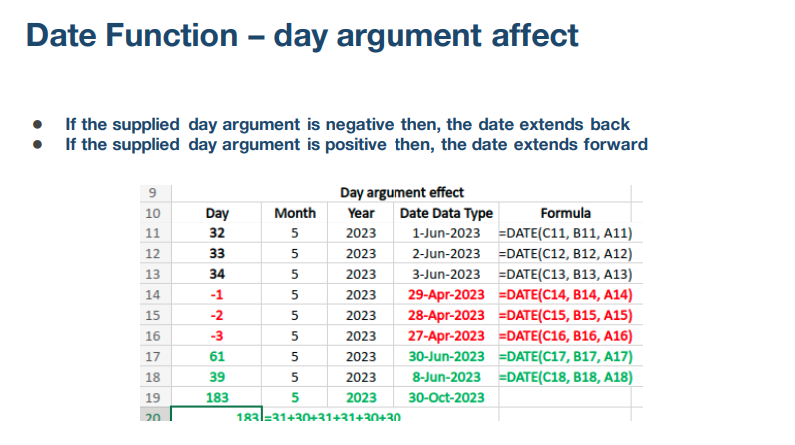 Date Function – day argument affect
● If the supplied day argument is negative then, the date extends back
● If the supplied day argument is positive then, the date extends forward
9 Day argument effect
10 Day Month Year Date Data Type Formula
11 32 5 2023 1-Jun-2023 =DATE(C11, B11, A11)
12 33 5 2023 2-Jun-2023 =DATE(C12, B12, A12)
13 34 5 2023 3-Jun-2023 =DATE(C13, B13, A13)
14 -1 5 2023 29-Apr-2023 =DATE(C14, B14, A14)
15 -2 5 2023 28-Apr-2023 =DATE(C15, B15, A15)
16 -3 5 2023 27-Apr-2023 =DATE(C16, B16, A16)
17 61 5 2023 30-Jun-2023 =DATE(C17, B17, A17)
18 39 5 2023 8-Jun-2023 =DATE(C18, B18, A18)
19 183 5 2023 30-Oct-2023
20 183 =31+30+31+31+30+30